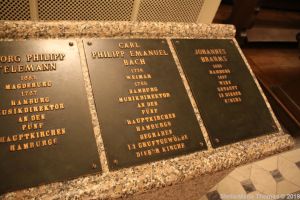 ORG PHILIPP
ELEMANN
1681
MAGDEBURG
1767
HAMBURG
MUSIKDIREKTOR
AN DEN
FÜNF
HAUPTKIRCHEN
HAMBURGS
CARL
PHILIPP EMANUEL
BACH
1714
WEIMAR
1788
HAMBURG
MUSIKDIREKTOR
AN DEN
FÜNF
HAUPTKIRCHEN
HAMBURGS
BEGRABEN
I.D. GRUFTGEWÖLBE
DIESER KIRCHE
JOHANNES
BRAHMS
1833
HAMBURG
1897
WIEN
GETAUFT
IN DIESER
KIRCHE
© 2018